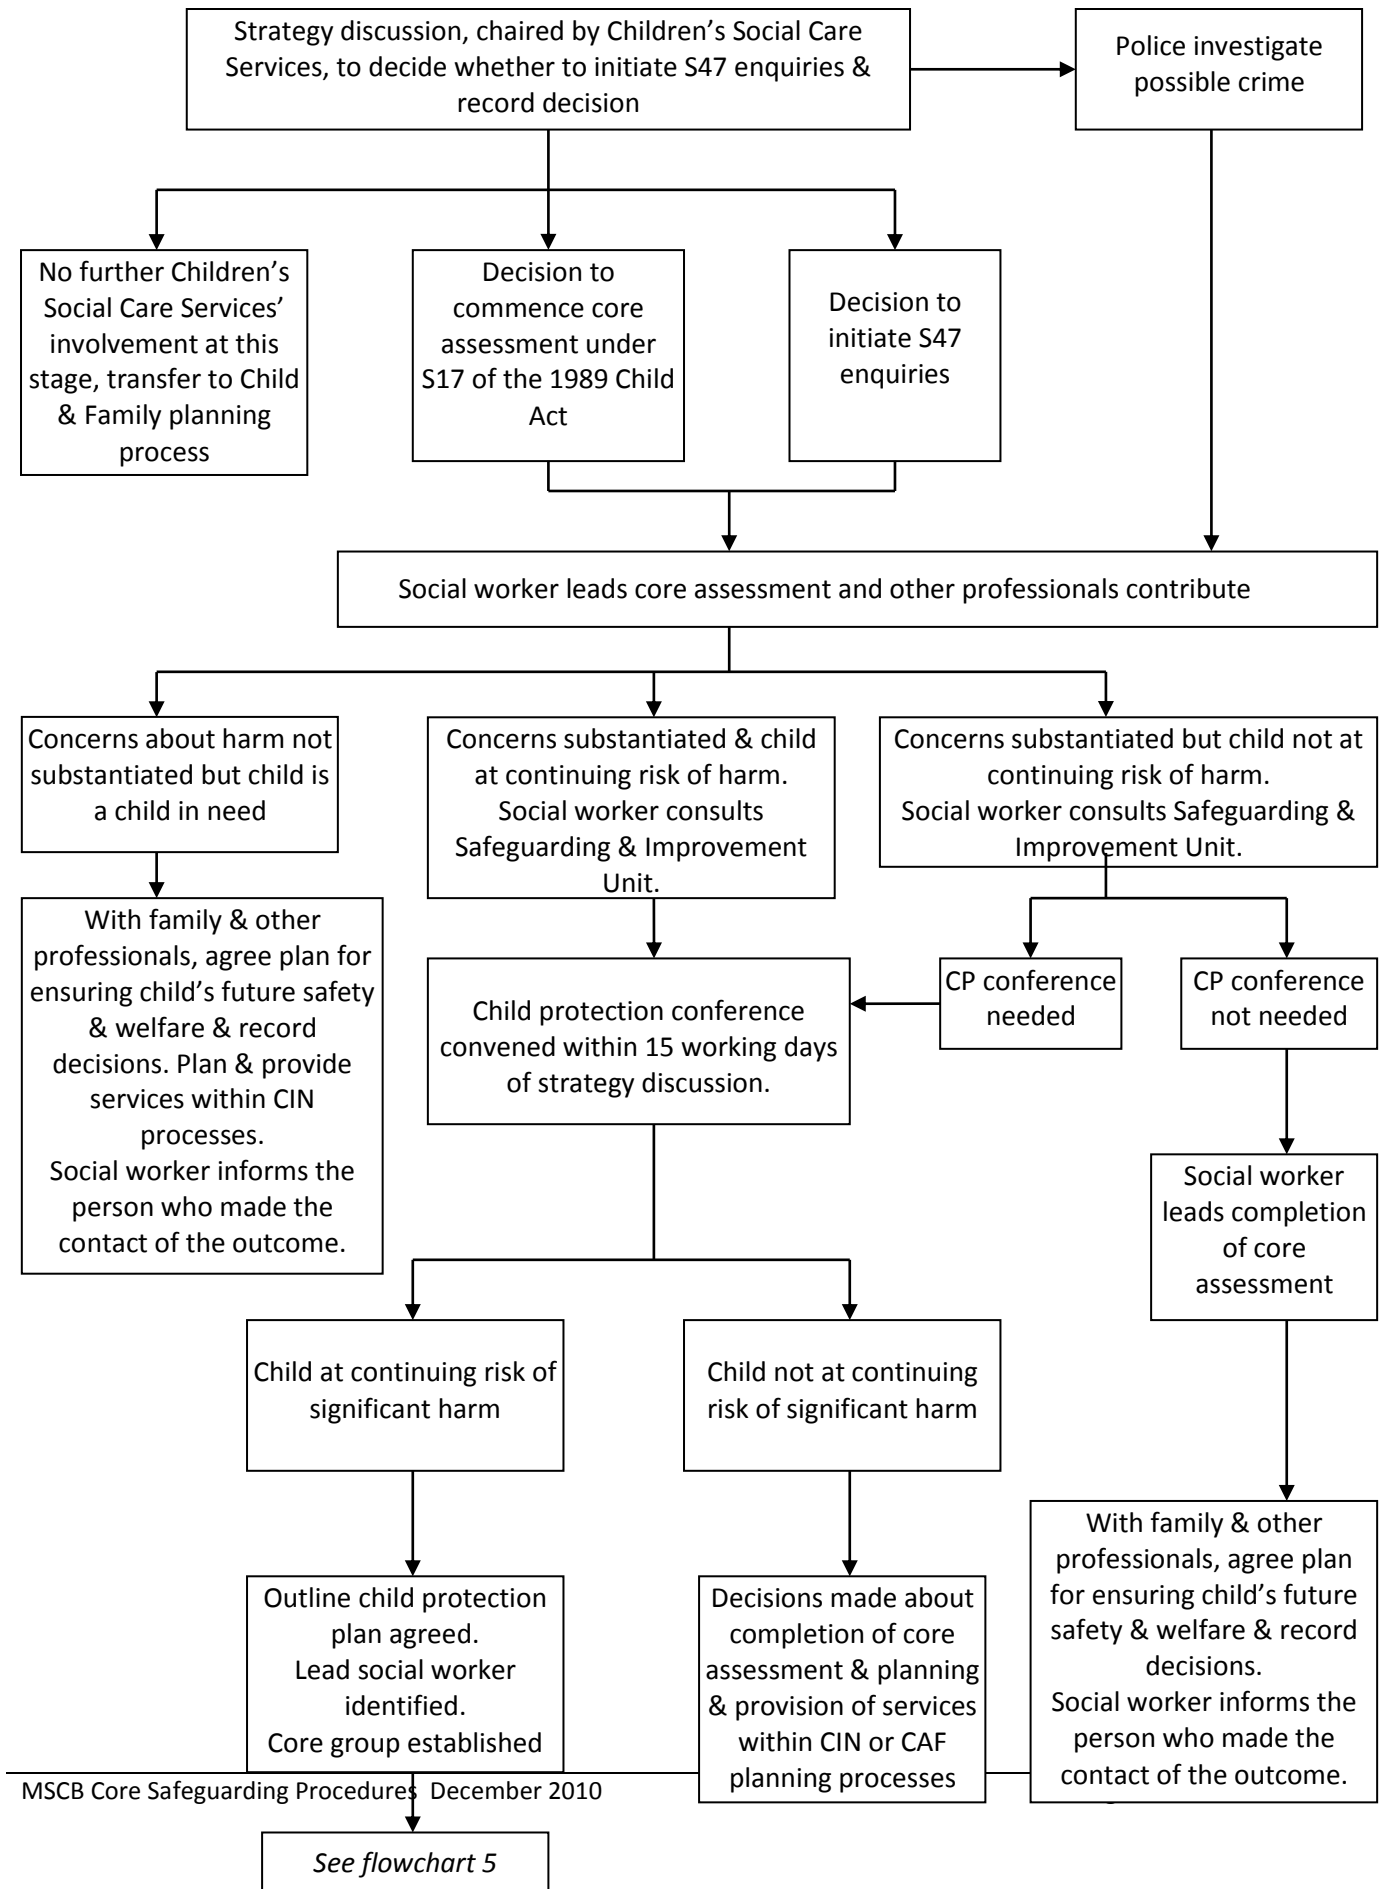 Strategy discussion, chaired by Children’s Social Care
Services, to decide whether to initiate S47 enquiries &
record decision
Police investigate
possible crime
No further Children’s
Social Care Services’
involvement at this
stage, transfer to Child
& Family planning
process
Decision to
commence core
assessment under
S17 of the 1989 Child
Act
Decision to
initiate S47
enquiries
Social worker leads core assessment and other professionals contribute
Concerns about harm not
substantiated but child is
a child in need
Concerns substantiated & child
at continuing risk of harm.
Social worker consults
Safeguarding & Improvement
Unit.
Concerns substantiated but child not at
continuing risk of harm.
Social worker consults Safeguarding &
Improvement Unit.
With family & other
professionals, agree plan for
ensuring child’s future safety
& welfare & record
decisions. Plan & provide
services within CIN
processes.
Social worker informs the
person who made the
contact of the outcome.
Child protection conference
convened within 15 working days
of strategy discussion.
CP conference
needed
CP conference
not needed
Social worker
leads completion
of core
assessment
Child at continuing risk of
significant harm
Child not at continuing
risk of significant harm
Outline child protection
plan agreed.
Lead social worker
identified.
Core group established
Decisions made about
completion of core
assessment & planning
& provision of services
within CIN or CAF
planning processes
With family & other
professionals, agree plan
for ensuring child’s future
safety & welfare & record
decisions.
Social worker informs the
person who made the
contact of the outcome.
MSCB Core Safeguarding Procedures December 2010
See flowchart 5